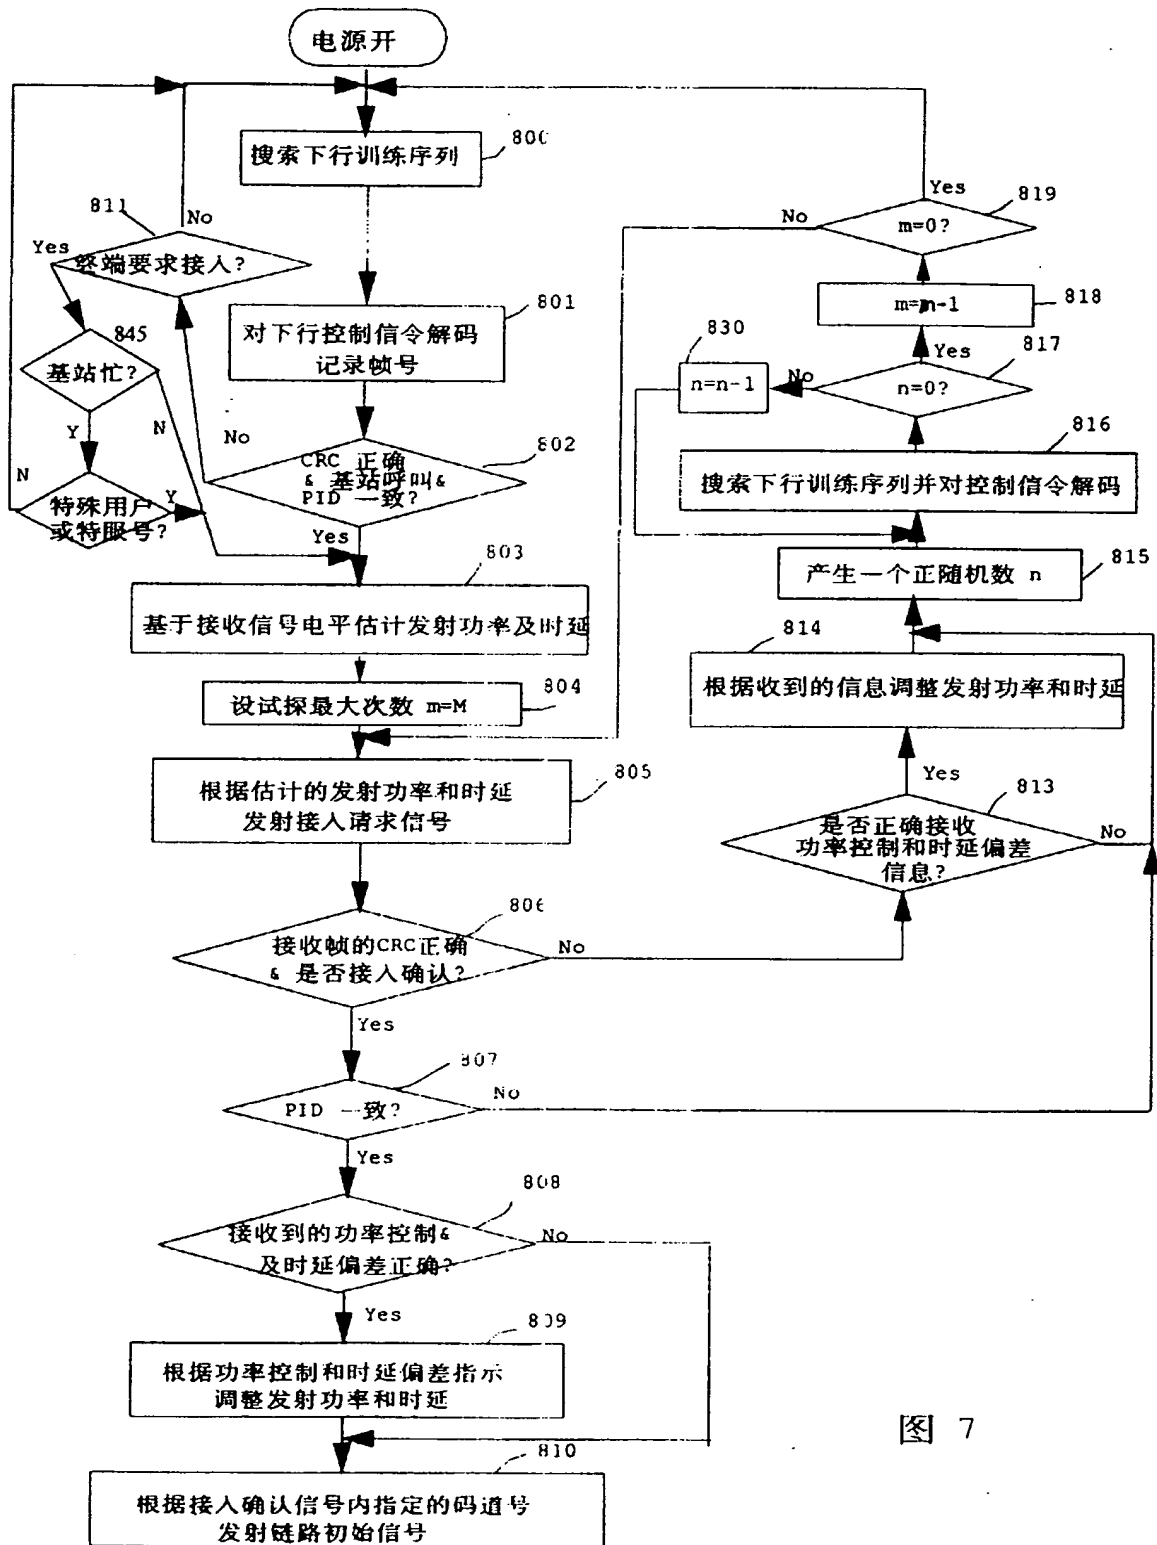 电源开
搜索下行训练序列
800
811
No
Yes
终端要求接入?
对下行控制信令解码
记录帧号
801
845
基站忙?
Y
N
No
CRC 正确
& 基站呼叫&
PID 一致?
802
N
特殊用户
或特服号?
Y
Yes
803
基于接收信号电平估计发射功率及时延
设试探最大次数 m=M
804
根据估计的发射功率和时延
发射接入请求信号
805
806
接收帧的CRC正确
& 是否接入确认?
No
Yes
807
PID 一致?
No
Yes
808
接收到的功率控制&
及时延偏差正确?
No
Yes
809
根据功率控制和时延偏差指示
调整发射功率和时延
810
根据接入确认信号内指定的码道号
发射链路初始信号
Yes
819
No
m=0?
m=m-1
818
830
Yes
817
n=n-1
No
n=0?
816
搜索下行训练序列并对控制信令解码
产生一个正随机数 n
815
814
根据收到的信息调整发射功率和时延
Yes
813
是否正确接收
功率控制和时延偏差
信息?
No
图 7